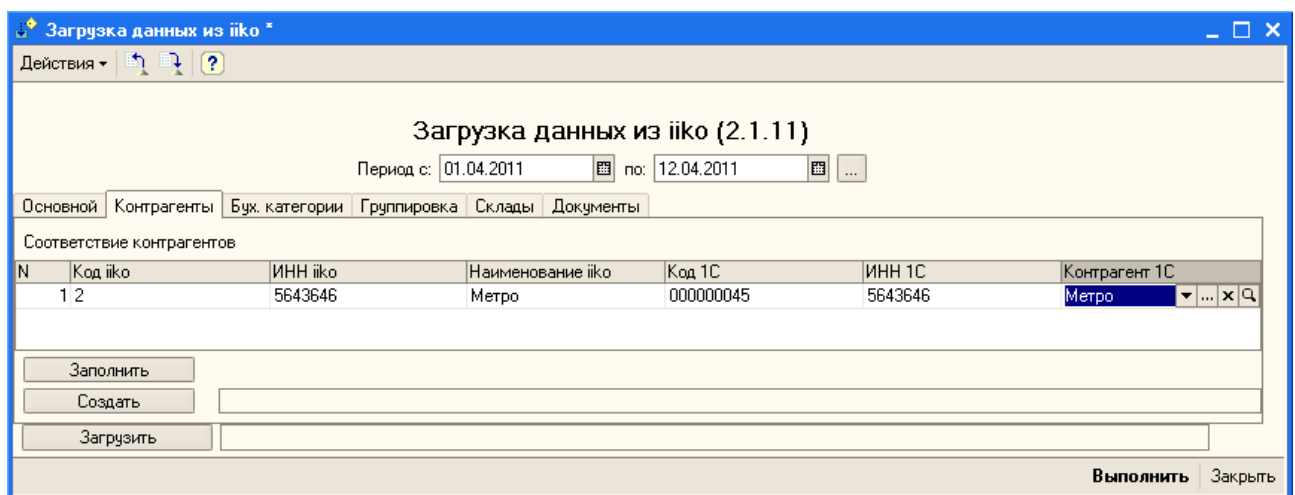 Загрузка данных из iiko *
Действия
Загрузка данных из iiko (2.1.11)
Период с: 01.04.2011 по: 12.04.2011 ...
Основной Контрагенты Бух. категории Группировка Склады Документы
Соответствие контрагентов
N Код iiko ИНН iiko Наименование iiko Код 1С ИНН 1С Контрагент 1С
1 2 5643646 Метро 000000045 5643646 Метро ...
Заполнить
Создать
Загрузить
Выполнить Закрыть